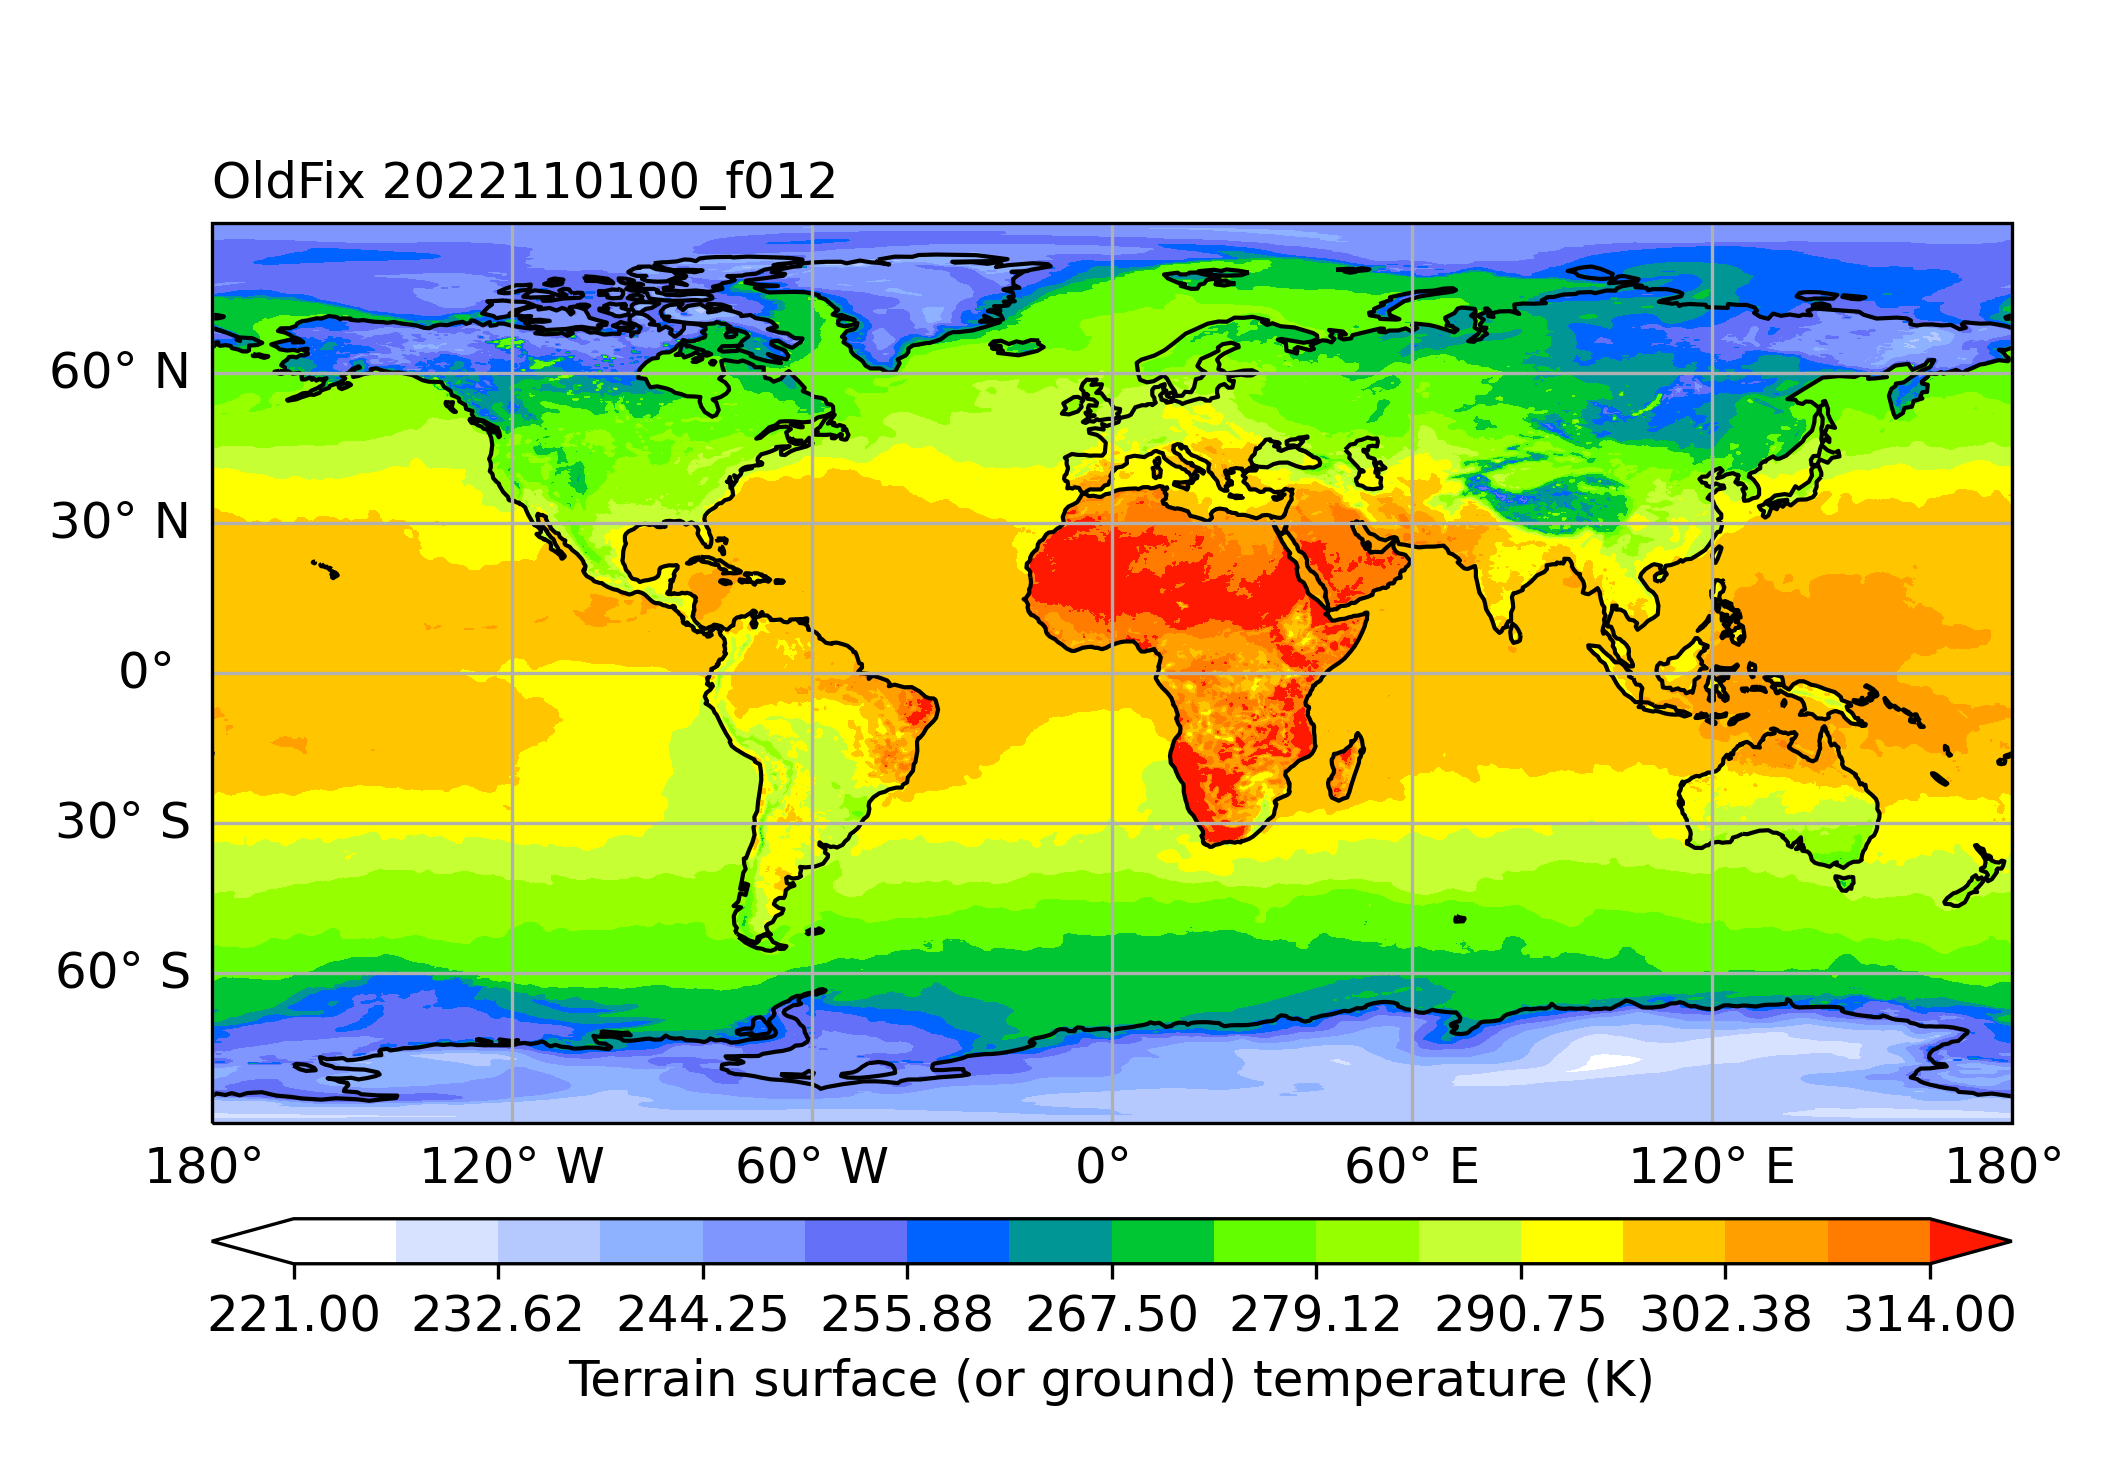 OldFix 2022110100_f012
60° N
30° N
0°
30° S
60° S
180° 120° W 60° W 0° 60° E 120° E 180°
221.00 232.62 244.25 255.88 267.50 279.12 290.75 302.38 314.00
Terrain surface (or ground) temperature (K)